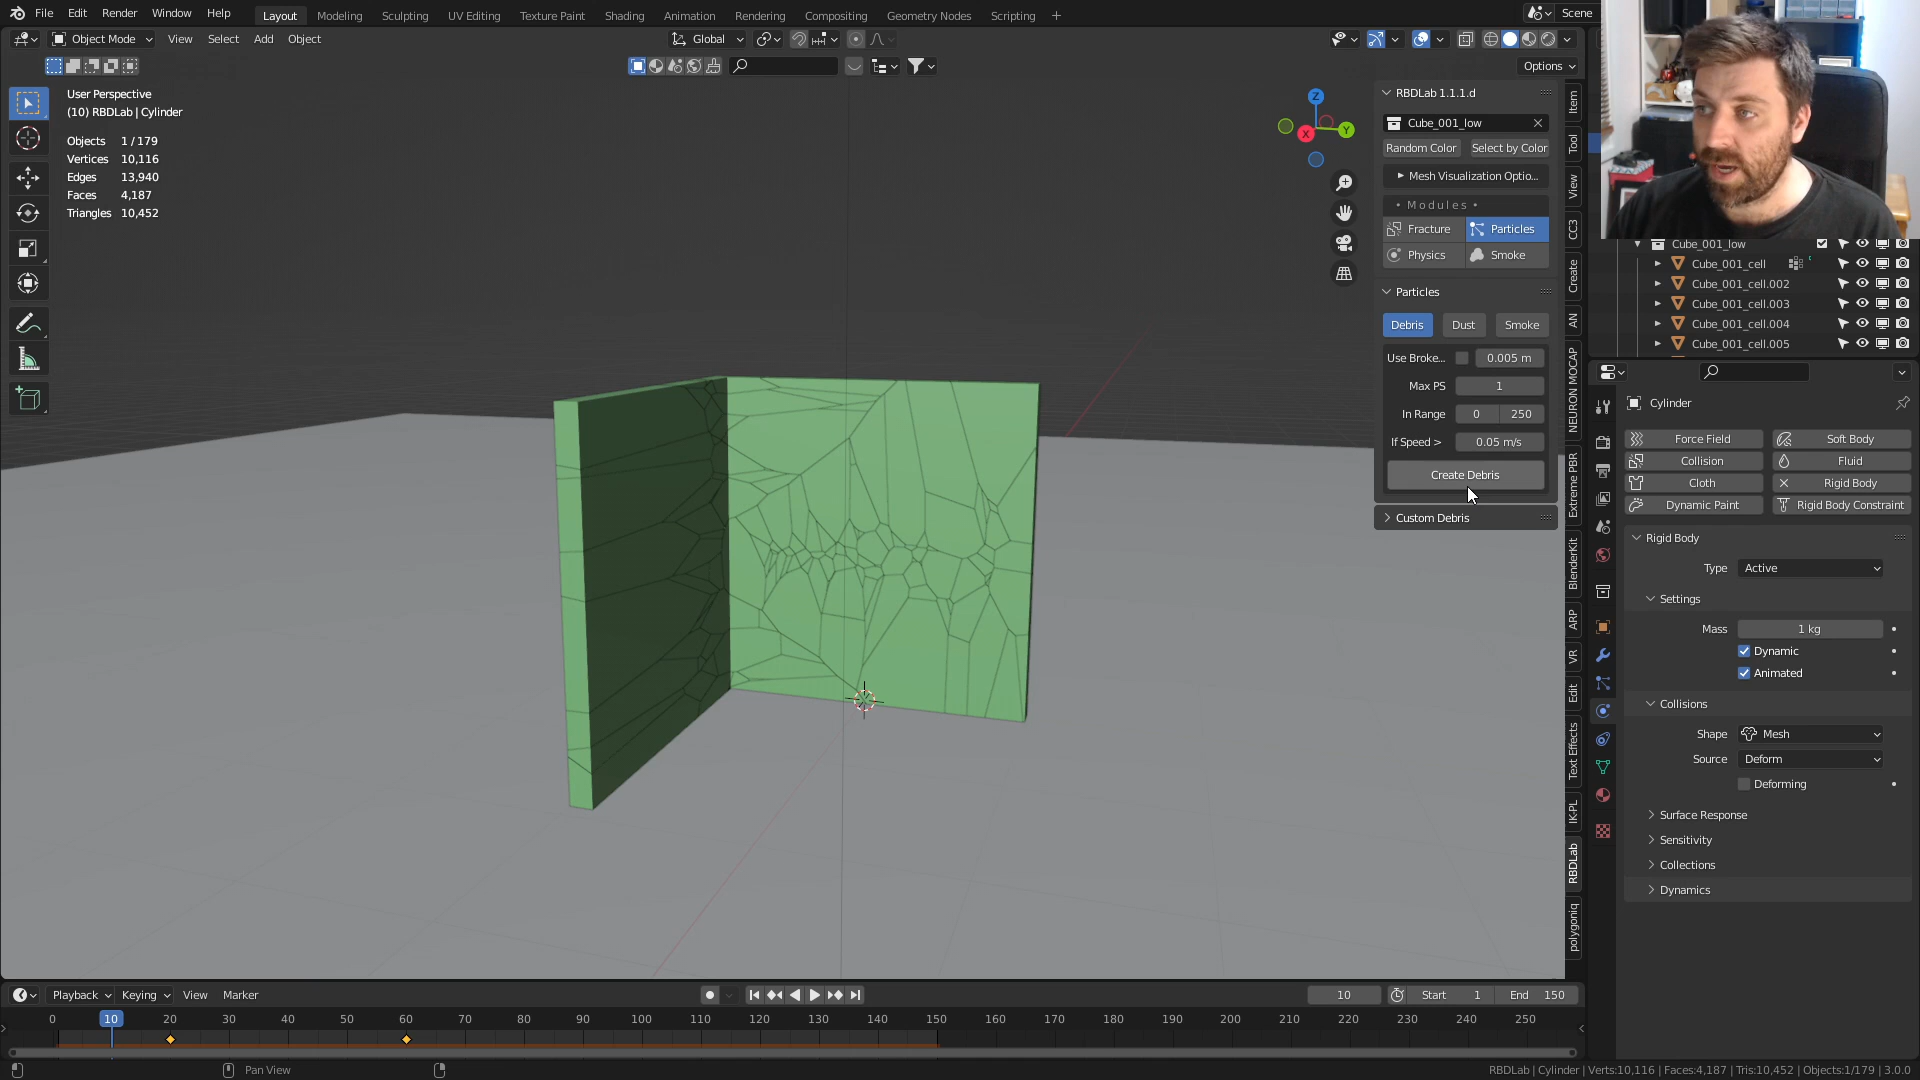 File Edit Render Window Help Layout Modeling Sculpting UV Editing Texture Paint Shading Animation Rendering Compositing Geometry Nodes Scripting + Scene
Object Mode View Select Add Object Global
Options
User Perspective
(10) RBDLab | Cylinder
Objects 1/179
Vertices 10,116
Edges 13,940
Faces 4,187
Triangles 10,452
Z
Y
X
RBDLab 1.1.1.d
Cube_001_low
Random Color Select by Color
Mesh Visualization Optio...
• Modules •
Fracture Particles
Physics Smoke
Particles
Debris Dust Smoke
Use Broke... 0.005 m
Max PS 1
In Range 0 250
If Speed > 0.05 m/s
Create Debris
Custom Debris
Item
Tool
View
CC3
Create
AN
NEURON MOCAP
Extreme PBR
BlenderKit
ARP
VR
Edit
Text Effects
IK-PL
RBDLab
polygoniq
Cube_001_low
Cube_001_cell
Cube_001_cell.002
Cube_001_cell.003
Cube_001_cell.004
Cube_001_cell.005
Cylinder
Force Field Soft Body
Collision Fluid
Cloth Rigid Body
Dynamic Paint Rigid Body Constraint
Rigid Body
Type Active
Settings
Mass 1 kg
Dynamic
Animated
Collisions
Shape Mesh
Source Deform
Deforming
Surface Response
Sensitivity
Collections
Dynamics
Playback Keying View Marker 10 Start 1 End 150
0 10 20 30 40 50 60 70 80 90 100 110 120 130 140 150 160 170 180 190 200 210 220 230 240 250
Pan View
RBDLab | Cylinder | Verts:10,116 | Faces:4,187 | Tris:10,452 | Objects:1/179 | 3.0.0